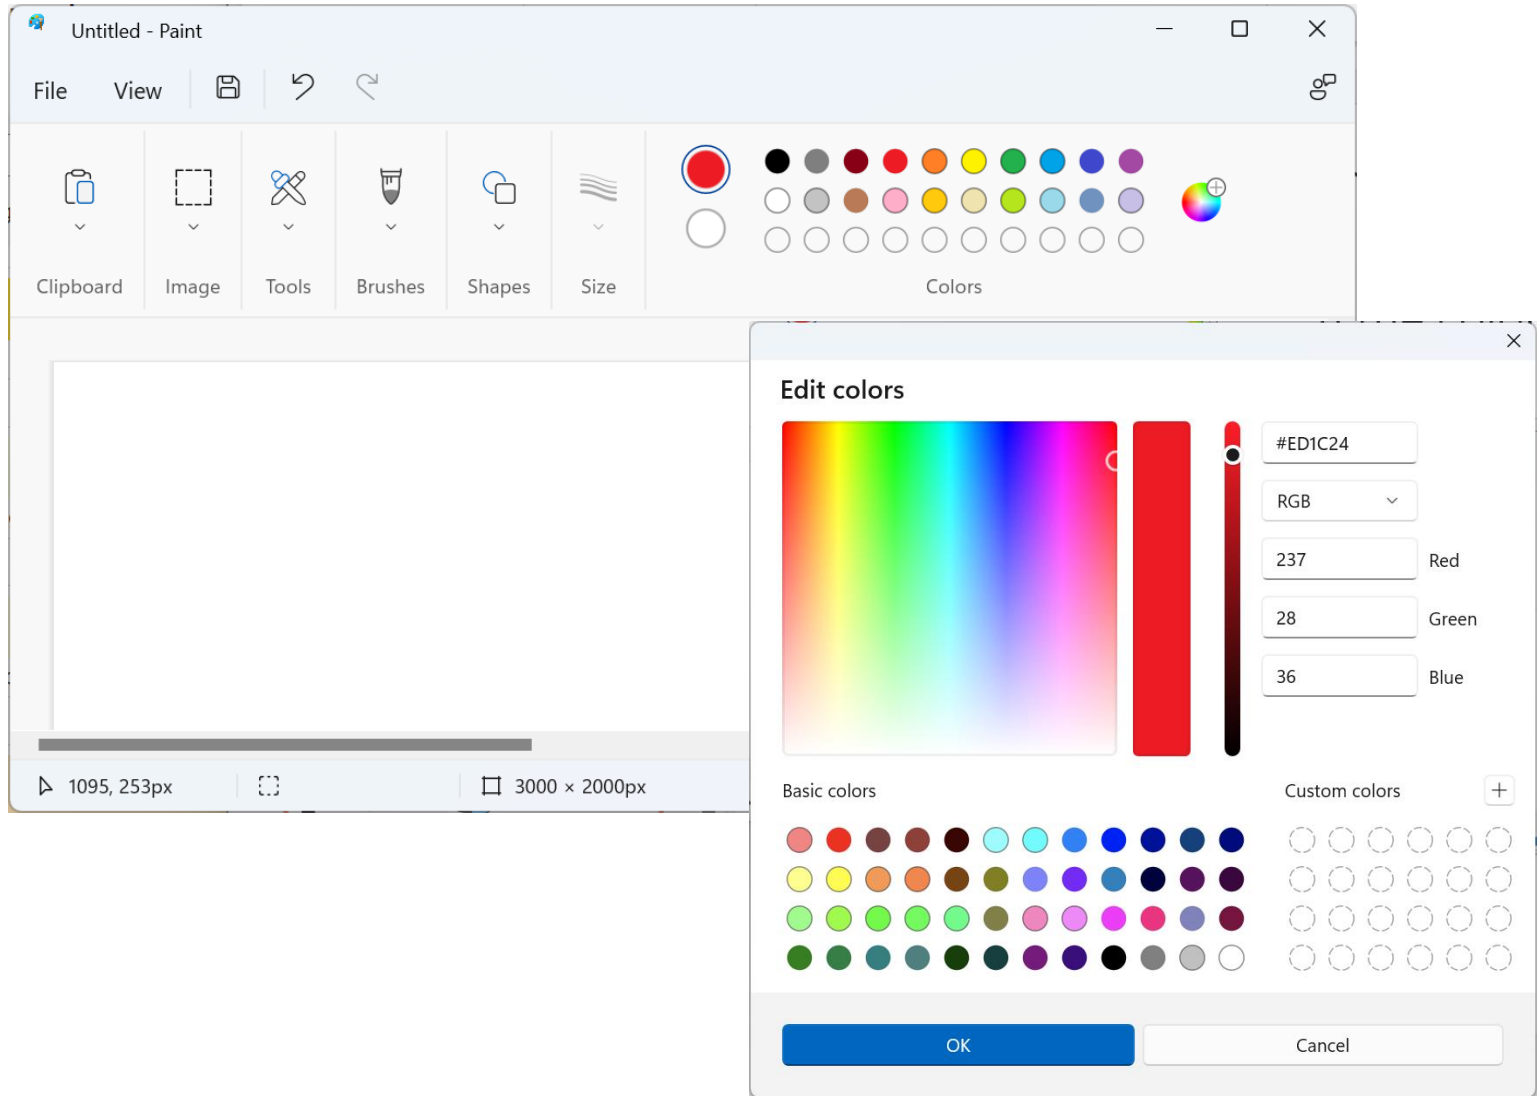 Untitled - Paint
File View
Clipboard Image Tools Brushes Shapes Size Colors
1095, 253px 3000 × 2000px
Edit colors
#ED1C24
RGB
237 Red
28 Green
36 Blue
Basic colors Custom colors
OK Cancel